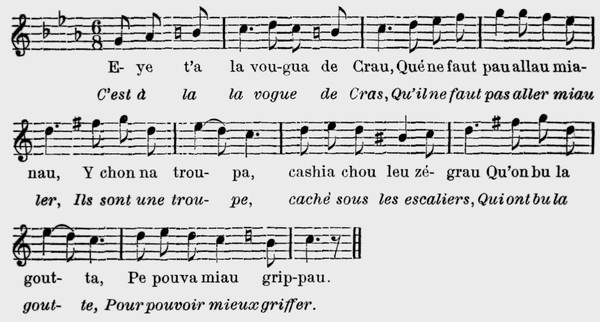 E- ye t'a la vou-gua de Crau, Qué ne faut pau allau mia-
C'est à la la vogue de Cras, Qu'il ne faut pas aller miau
nau, Y chon na trou- pa, cashia chou leu zé- grau Qu'on bu la
ler, Ils sont une trou- pe, caché sous les escaliers, Qui ont bu la
gout- ta, Pe pouva miau grip-pau.
gout- te, Pour pouvoir mieux griffer.